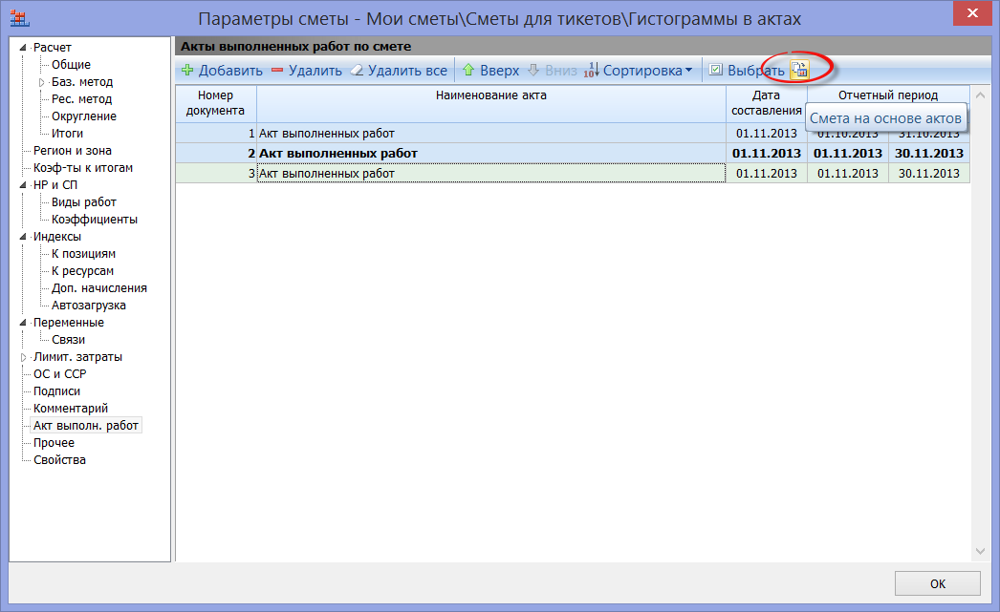 Параметры сметы - Мои сметы\Сметы для тикетов\Гистограммы в актах
Расчет
Общие
Баз. метод
Рес. метод
Округление
Итоги
Регион и зона
Коэф-ты к итогам
НР и СП
Виды работ
Коэффициенты
Индексы
К позициям
К ресурсам
Доп. начисления
Автозагрузка
Переменные
Связи
Лимит. затраты
ОС и ССР
Подписи
Комментарий
Акт выполн. работ
Прочее
Свойства
Акты выполненных работ по смете
Добавить Удалить Удалить все Вверх Вниз Сортировка Выбрать
Номер документа Наименование акта Дата составления Отчетный период
Смета на основе актов
1 Акт выполненных работ 01.11.2013 01.10.2013 31.10.2013
2 Акт выполненных работ 01.11.2013 01.11.2013 30.11.2013
3 Акт выполненных работ 01.11.2013 01.11.2013 30.11.2013
OK